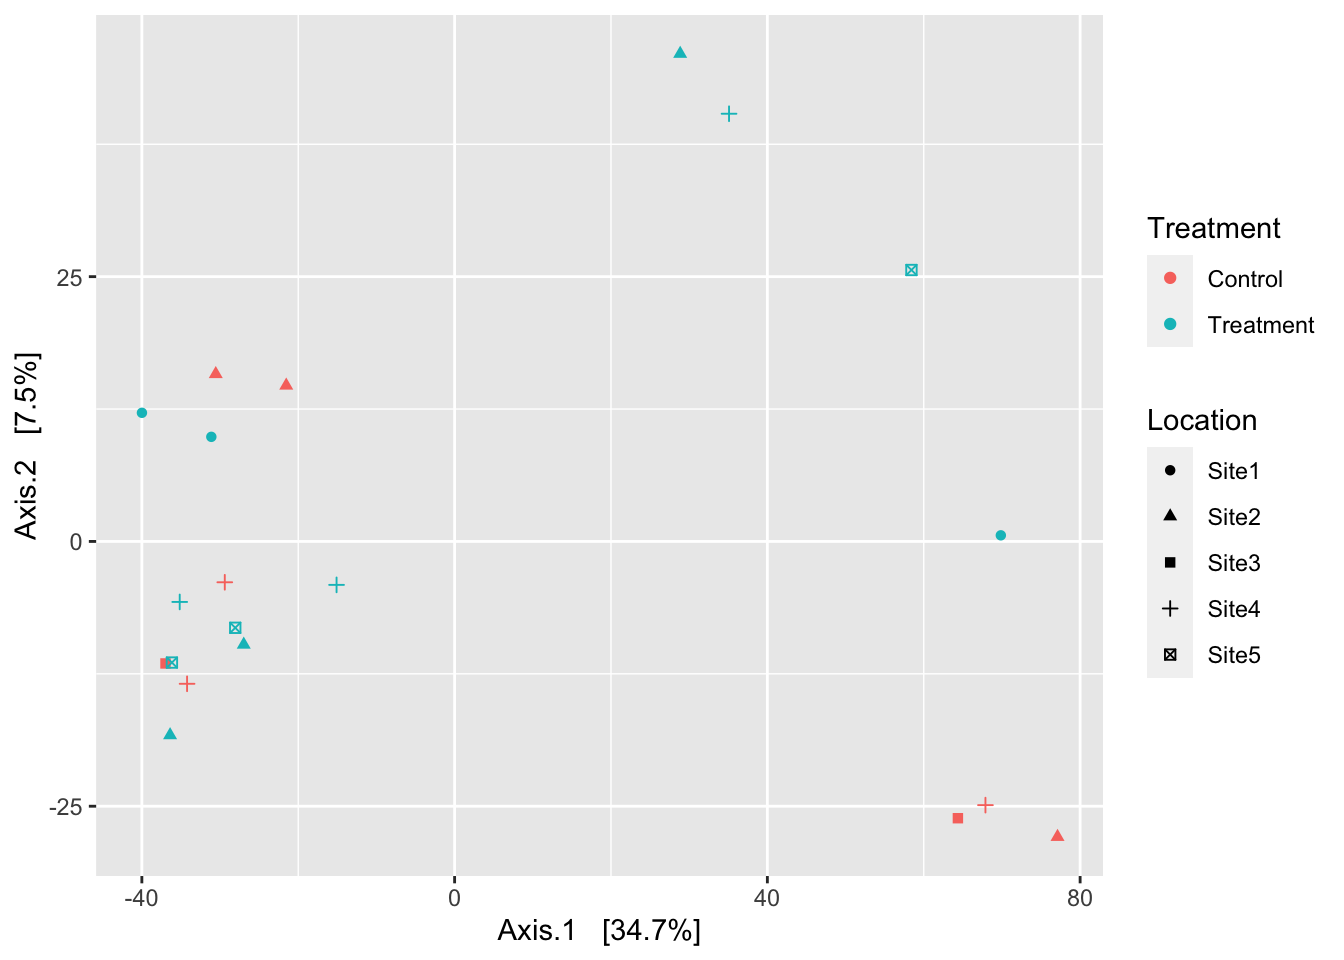 25
0
-25
-40
0
40
80
Axis.1 [34.7%]
Axis.2 [7.5%]
Treatment
Control
Treatment
Location
Site1
Site2
Site3
Site4
Site5